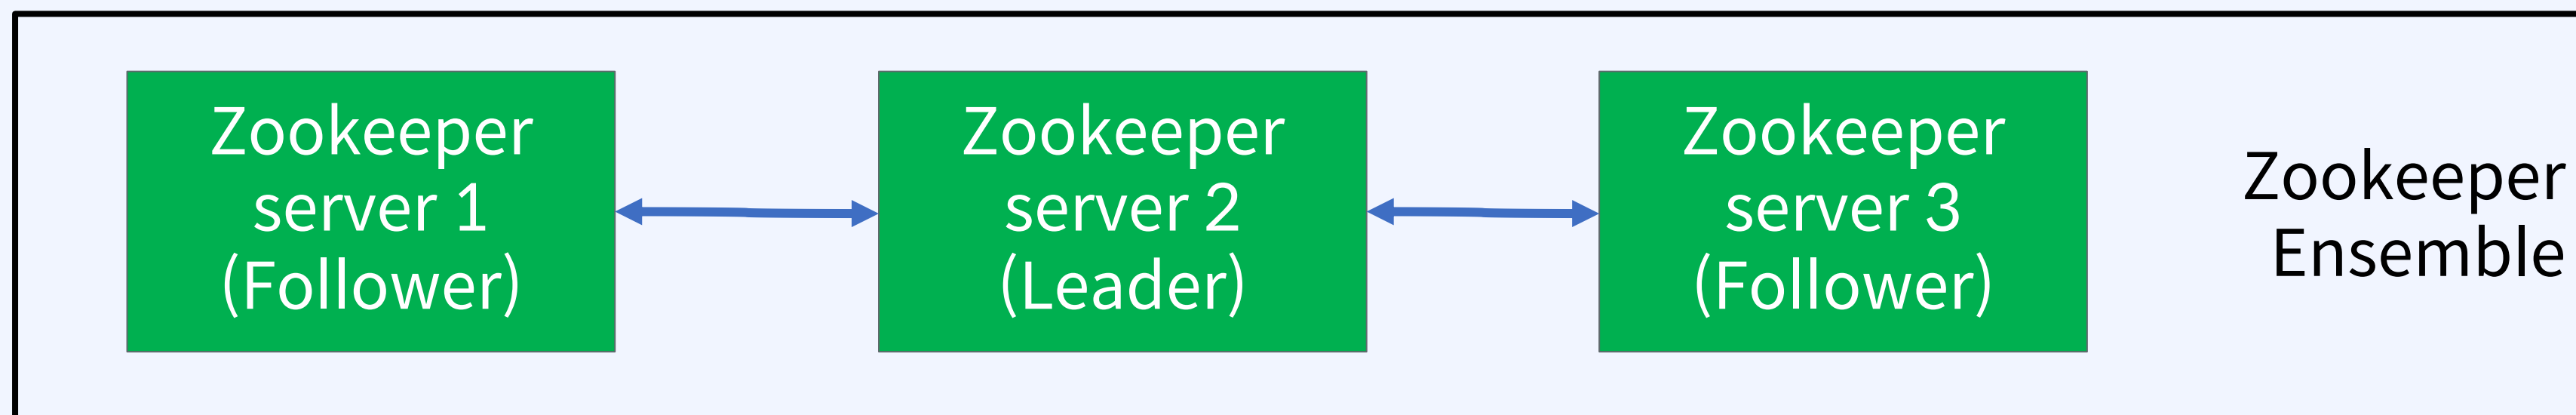 Zookeeper
server 1
(Follower)
Zookeeper
server 2
(Leader)
Zookeeper
server 3
(Follower)
Zookeeper
Ensemble